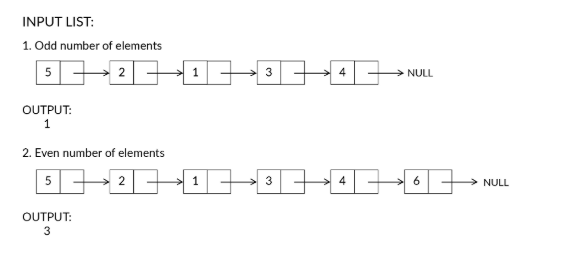 INPUT LIST:
1. Odd number of elements
5 2 1 3 4 NULL
OUTPUT:
1
2. Even number of elements
5 2 1 3 4 6 NULL
OUTPUT:
3